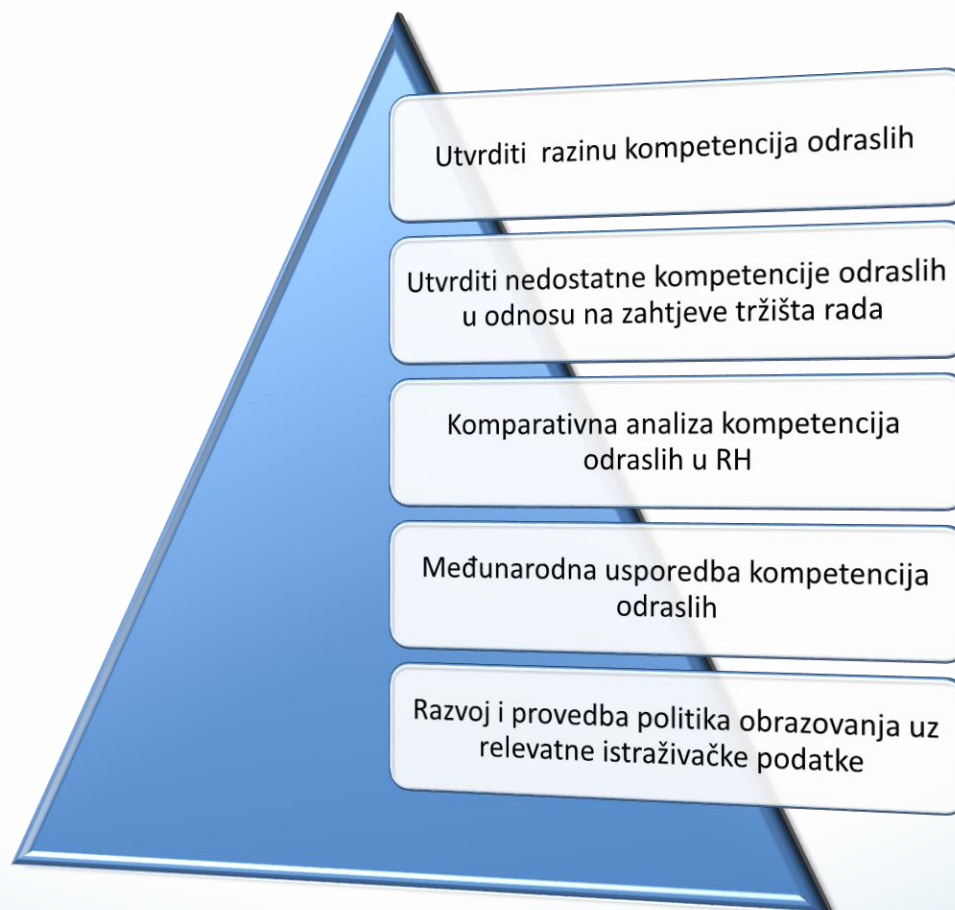 Utvrditi razinu kompetencija odraslih
Utvrditi nedostatne kompetencije odraslih
u odnosu na zahtjeve tržišta rada
Komparativna analiza kompetencija
odraslih u RH
Međunarodna usporedba kompetencija
odraslih
Razvoj i provedba politika obrazovanja uz
relevatne istraživačke podatke